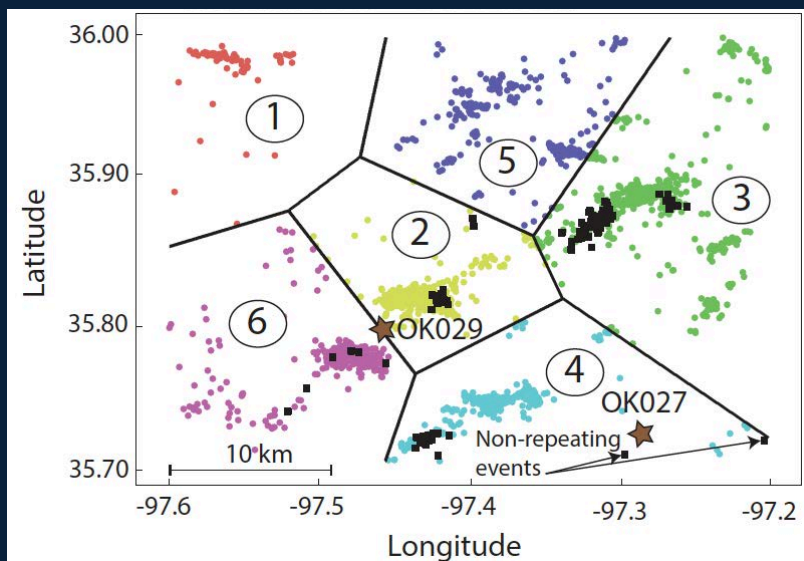 36.00
35.90
35.80
35.70
Latitude
1
5
3
2
6
OK029
4
OK027
Non-repeating
events
10 km
-97.6
-97.5
-97.4
-97.3
-97.2
Longitude